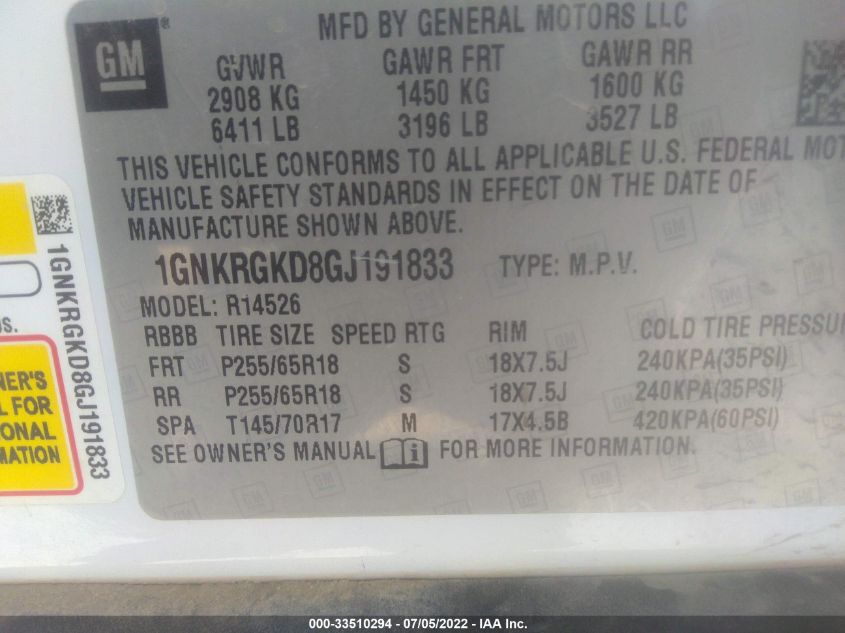 GM
MFD BY GENERAL MOTORS LLC
GVWR GAWR FRT GAWR RR
2908 KG 1450 KG 1600 KG
6411 LB 3196 LB 3527 LB
THIS VEHICLE CONFORMS TO ALL APPLICABLE U.S. FEDERAL MOT
VEHICLE SAFETY STANDARDS IN EFFECT ON THE DATE OF
MANUFACTURE SHOWN ABOVE.
1GNKRGKD8GJ191833 TYPE: M.P.V.
MODEL: R14526
RBBB TIRE SIZE SPEED RTG RIM COLD TIRE PRESSU
FRT P255/65R18 S 18X7.5J 240KPA(35PSI)
RR P255/65R18 S 18X7.5J 240KPA(35PSI)
SPA T145/70R17 M 17X4.5B 420KPA(60PSI)
SEE OWNER'S MANUAL FOR MORE INFORMATION.
1GNKRGKD8GJ191833
S.
NER'S
L FOR
ONAL
MATION
000-33510294 - 07/05/2022 - IAA Inc.